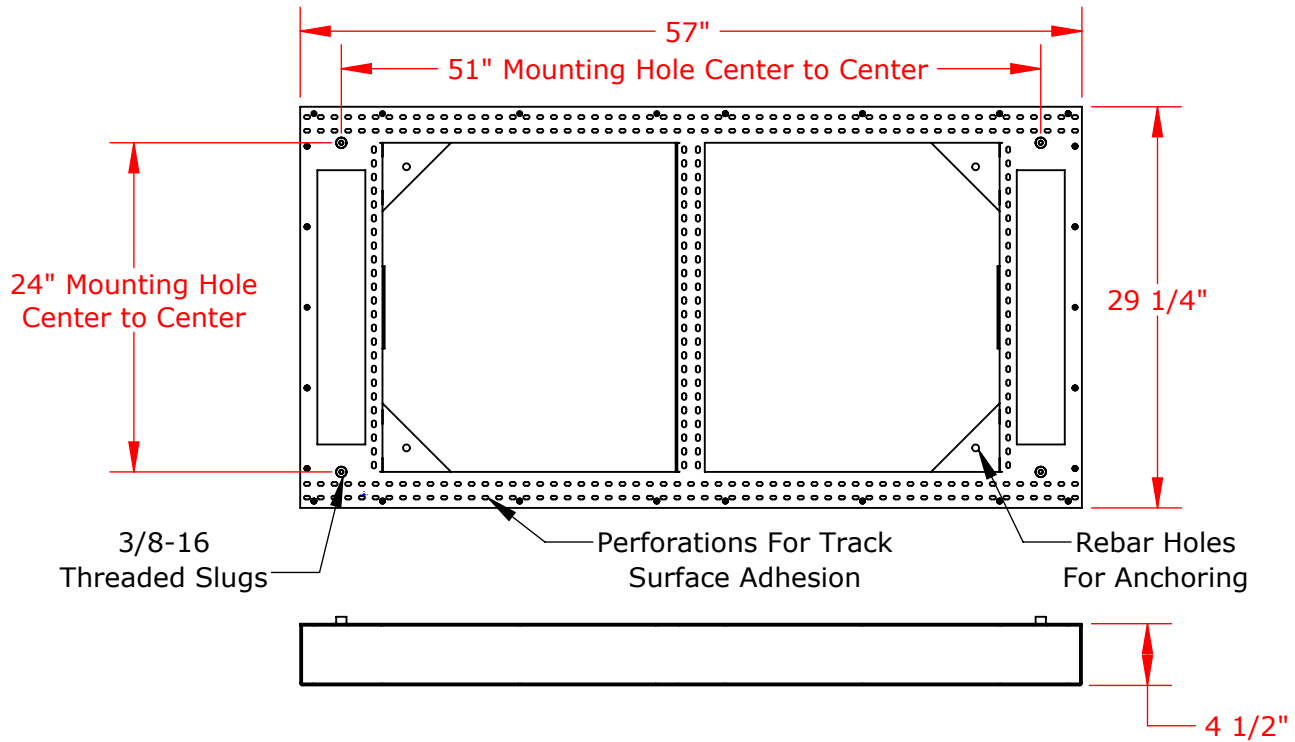 57"
51" Mounting Hole Center to Center
24" Mounting Hole
Center to Center
29 1/4"
3/8-16
Threaded Slugs
Perforations For Track
Surface Adhesion
Rebar Holes
For Anchoring
4 1/2"